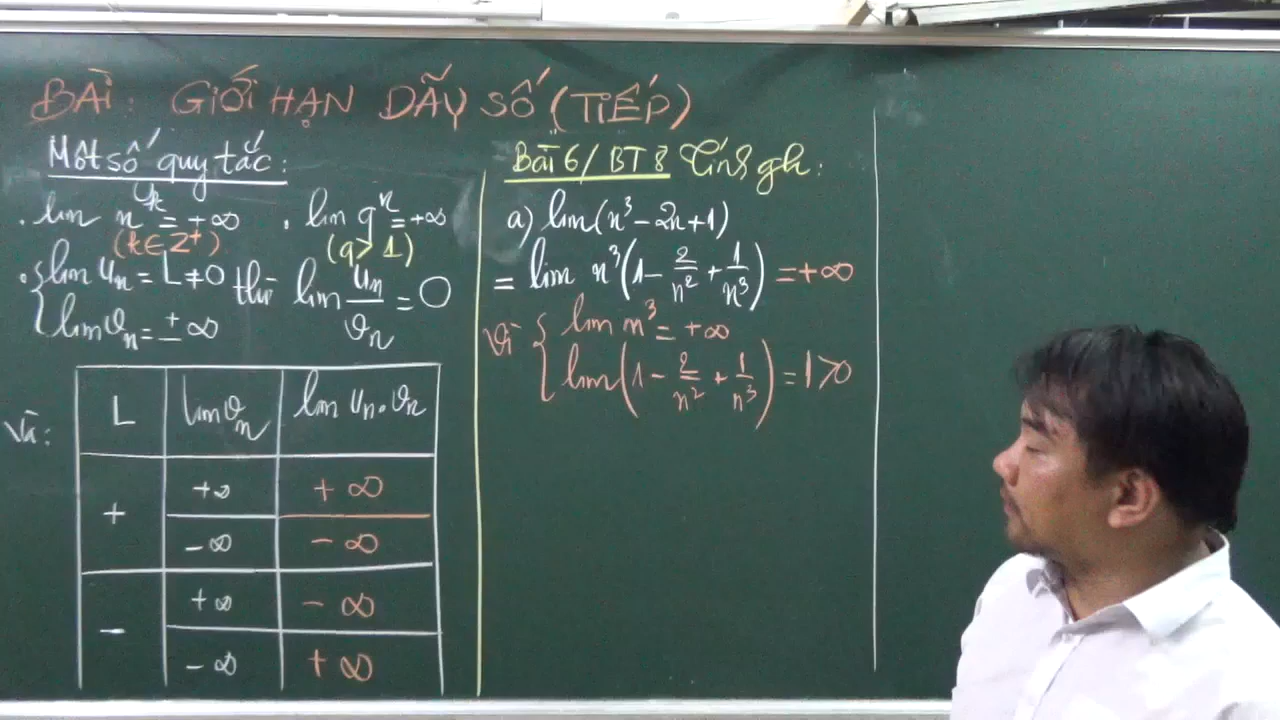 BÀI: GIỚI HẠN DÃY SỐ (TIẾP)
Một số quy tắc:
. lim n^k = +∞ . lim q^n = +∞
(k ∈ Z⁺) (q > 1)
. { lim uₙ = L ≠ 0 thì lim uₙ/vₙ = 0
lim vₙ = ± ∞
Và:
L lim vₙ lim uₙ.vₙ
+ +∞ +∞
-∞ -∞
- +∞ -∞
-∞ +∞
Bài 6/ BT 8 Tính gh:
a) lim(n³ - 2n + 1)
= lim n³(1 - 2/n² + 1/n³) = +∞
Vì { lim n³ = +∞
lim(1 - 2/n² + 1/n³) = 1 > 0